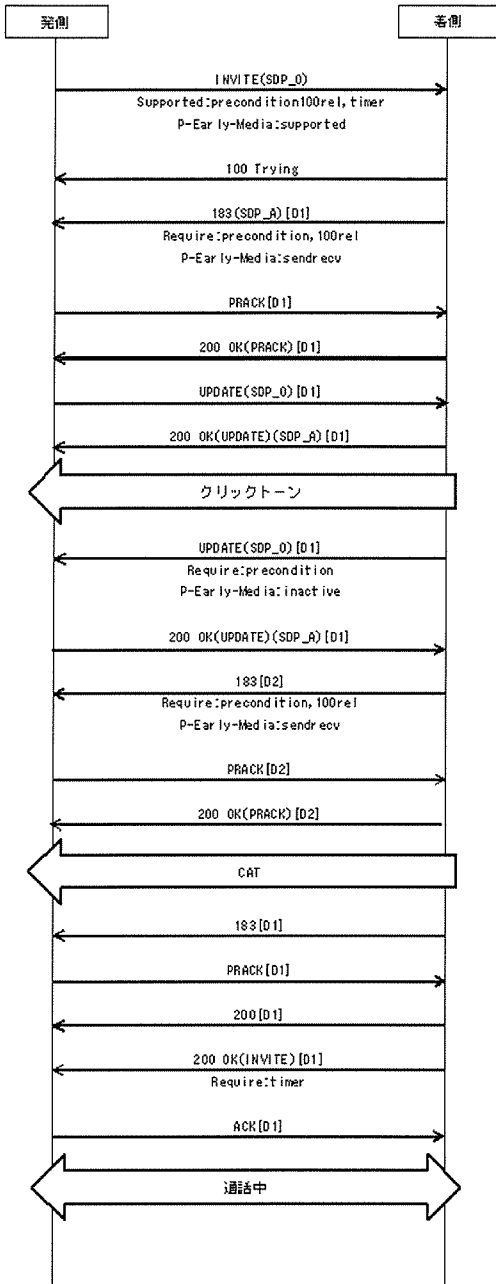 発側
着側
INVITE(SDP_O)
Supported:precondition100rel,timer
P-Early-Media:supported
100 Trying
183(SDP_A)[D1]
Require:precondition,100rel
P-Early-Media:sendrecv
PRACK[D1]
200 OK(PRACK)[D1]
UPDATE(SDP_O)[D1]
200 OK(UPDATE)(SDP_A)[D1]
クリックトーン
UPDATE(SDP_O)[D1]
Require:precondition
P-Early-Media:inactive
200 OK(UPDATE)(SDP_A)[D1]
183[D2]
Require:precondition,100rel
P-Early-Media:sendrecv
PRACK[D2]
200 OK(PRACK)[D2]
CAT
183[D1]
PRACK[D1]
200[D1]
200 OK(INVITE)[D1]
Require:timer
ACK[D1]
通話中